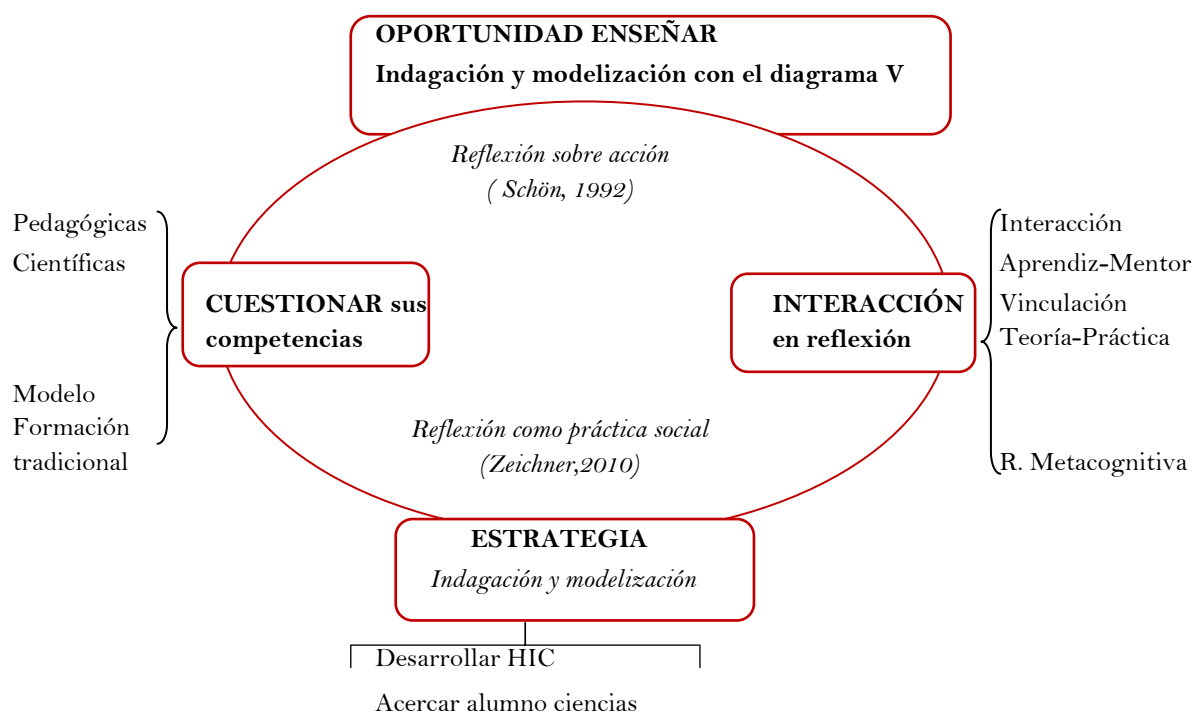 OPORTUNIDAD ENSEÑAR
Indagación y modelización con el diagrama V
Reflexión sobre acción
( Schön, 1992)
Pedagógicas
Científicas
Modelo
Formación
tradicional
CUESTIONAR sus
competencias
INTERACCIÓN
en reflexión
Interacción
Aprendiz-Mentor
Vinculación
Teoría-Práctica
R. Metacognitiva
Reflexión como práctica social
(Zeichner,2010)
ESTRATEGIA
Indagación y modelización
Desarrollar HIC
Acercar alumno ciencias